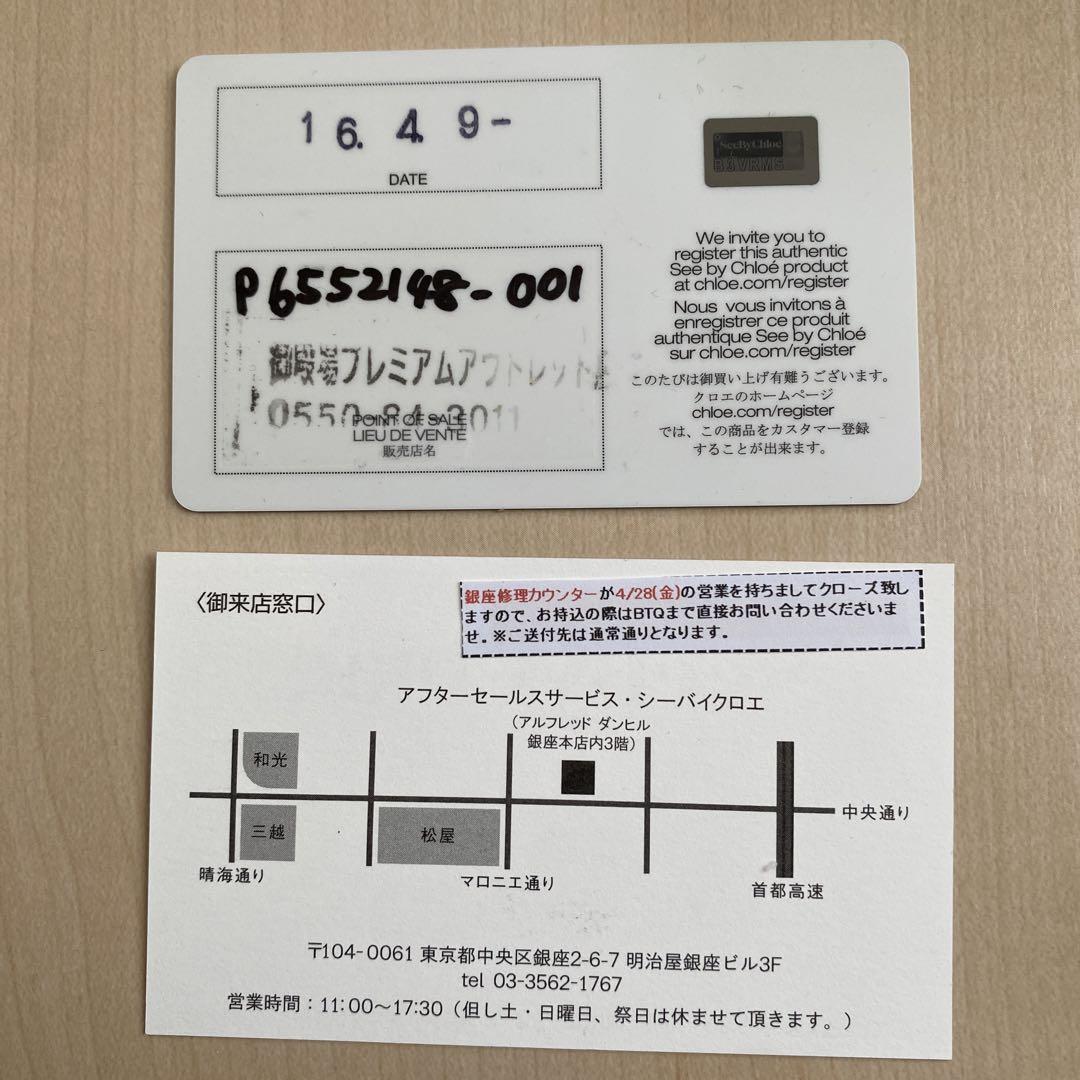 16.4.9-
DATE
SeeByChloe
B3VRMS
We invite you to
register this authentic
See by Chloé product
at chloe.com/register
Nous vous invitons à
enregistrer ce produit
authentique See by Chloé
sur chloe.com/register
このたびは御買い上げ有難うございます。
クロエのホームページ
chloe.com/register
では、この商品をカスタマー登録
することが出来ます。
P6552148-001
御殿場プレミアムアウトレット
0550-84-3011
POINT OF SALE
LIEU DE VENTE
販売店名
〈御来店窓口〉
銀座修理カウンターが4/28(金)の営業を持ちましてクローズ致し
ますので、お持込の際はBTQまで直接お問い合わせくださいま
せ。※ご送付先は通常通りとなります。
アフターセールスサービス・シーバイクロエ
(アルフレッド ダンヒル
銀座本店内3階)
和光
中央通り
三越
松屋
晴海通り
マロニエ通り
首都高速
〒104-0061 東京都中央区銀座2-6-7 明治屋銀座ビル3F
tel 03-3562-1767
営業時間：11:00～17:30（但し土・日曜日、祭日は休ませて頂きます。）